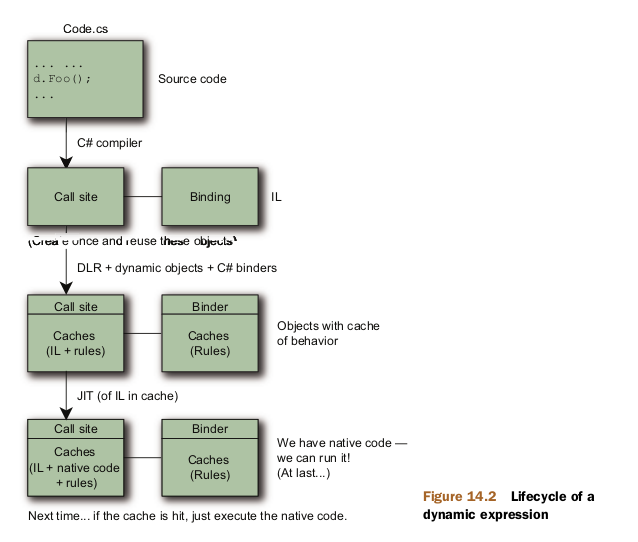 Code.cs
... ...
d.Foo();
...
Source code
C# compiler
Call site
Binding
IL
(Create once and reuse these objects)
DLR + dynamic objects + C# binders
Call site
Binder
Caches
(IL + rules)
Caches
(Rules)
Objects with cache
of behavior
JIT (of IL in cache)
Call site
Binder
Caches
(IL + native code
+ rules)
Caches
(Rules)
We have native code —
we can run it!
(At last...)
Next time... if the cache is hit, just execute the native code.
Figure 14.2 Lifecycle of a
dynamic expression